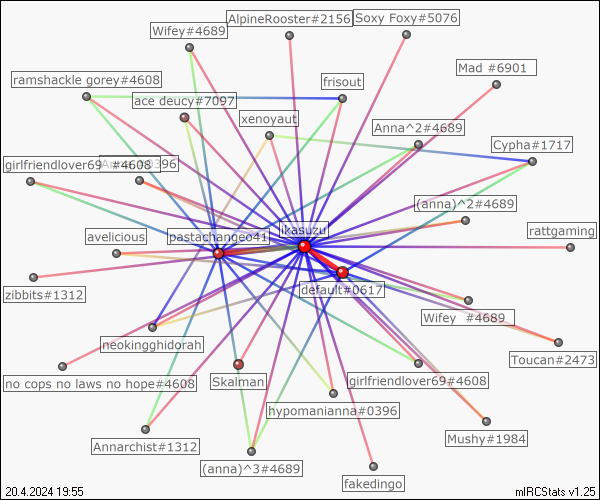 AlpineRooster#2156
Soxy Foxy#5076
Wifey#4689
Mad #6901
ramshackle gorey#4608
frisout
ace deucy#7097
xenoyaut
Anna^2#4689
Cypha#1717
girlfriendlover69 #4608
0396
(anna)^2#4689
ikasuzu
rattgaming
avelicious
pastachangeo41
default#0617
zibbits#1312
Wifey #4689
neokingghidorah
Toucan#2473
no cops no laws no hope#4608
Skalman
girlfriendlover69#4608
hypomanianna#0396
Annarchist#1312
Mushy#1984
(anna)^3#4689
fakedingo
20.4.2024 19:55
mIRCStats v1.25